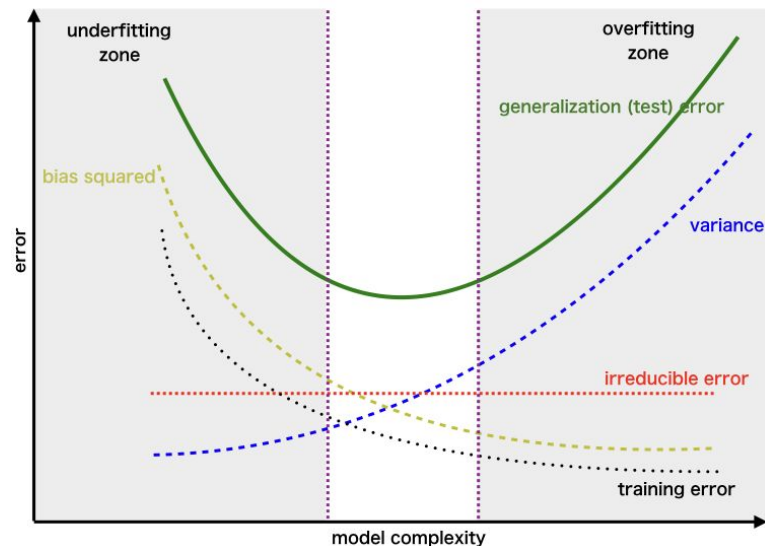 underfitting
zone
overfitting
zone
generalization (test) error
bias squared
variance
error
irreducible error
training error
model complexity